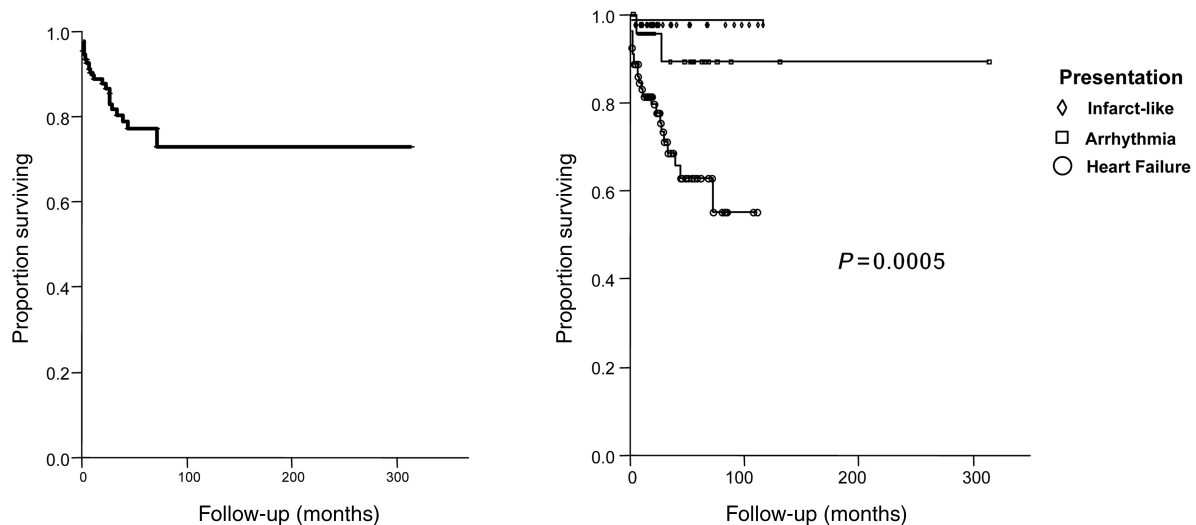 1.0
0.8
0.6
0.4
0.2
0.0
0 100 200 300
Proportion surviving
Follow-up (months)
1.0
0.8
0.6
0.4
0.2
0.0
0 100 200 300
Proportion surviving
Follow-up (months)
P=0.0005
Presentation
Infarct-like
Arrhythmia
Heart Failure